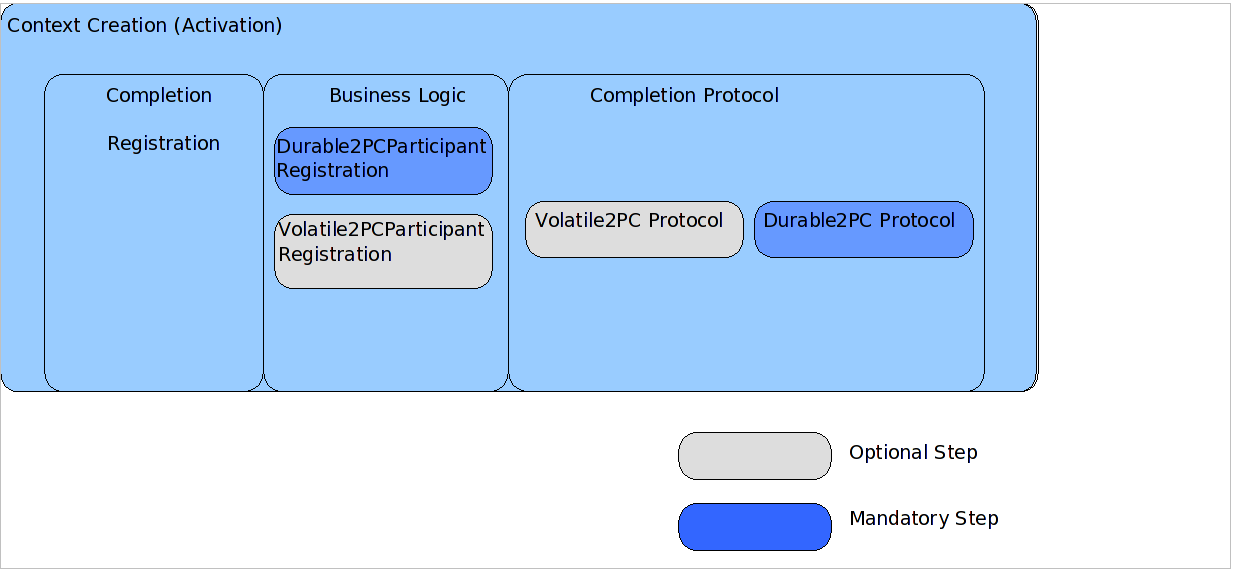 Context Creation (Activation)
Completion
Registration
Business Logic
Durable2PCParticipant
Registration
Volatile2PCParticipant
Registration
Completion Protocol
Volatile2PC Protocol
Durable2PC Protocol
Optional Step
Mandatory Step